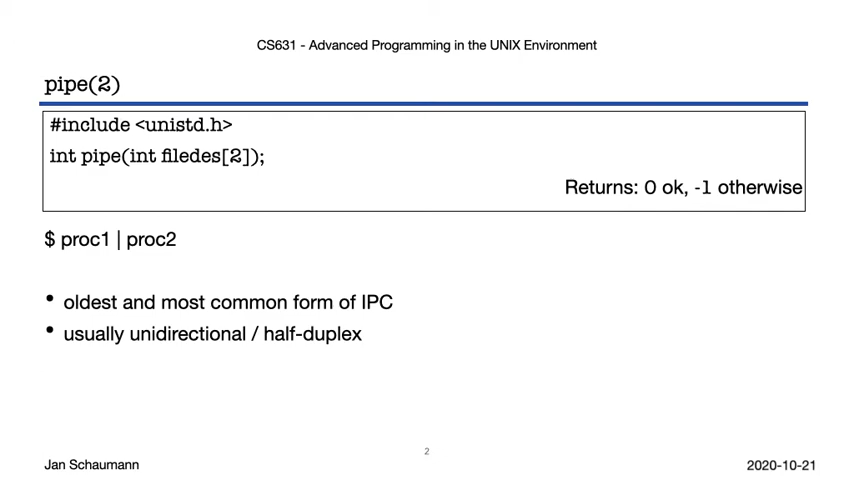 CS631 - Advanced Programming in the UNIX Environment
pipe(2)
#include <unistd.h>
int pipe(int filedes[2]);
Returns: 0 ok, -1 otherwise
$ proc1 | proc2
• oldest and most common form of IPC
• usually unidirectional / half-duplex
2
Jan Schaumann
2020-10-21